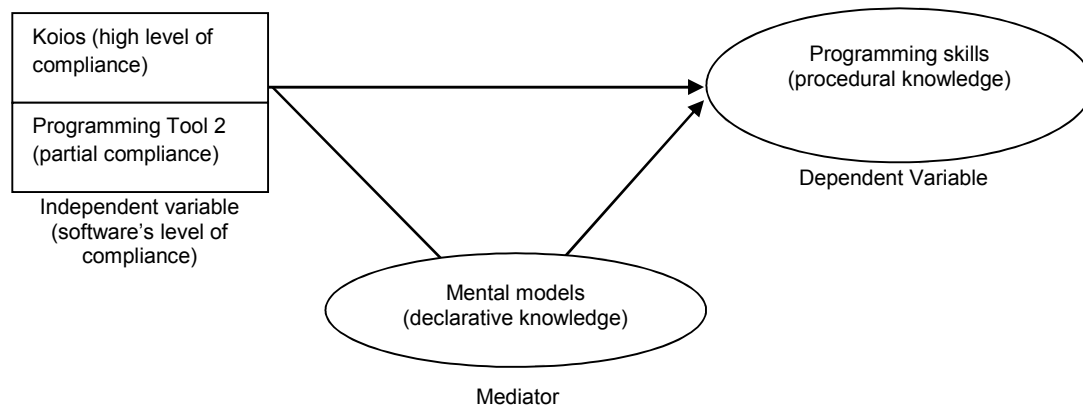 Koios (high level of
compliance)
Programming Tool 2
(partial compliance)
Independent variable
(software's level of
compliance)
Programming skills
(procedural knowledge)
Dependent Variable
Mental models
(declarative knowledge)
Mediator